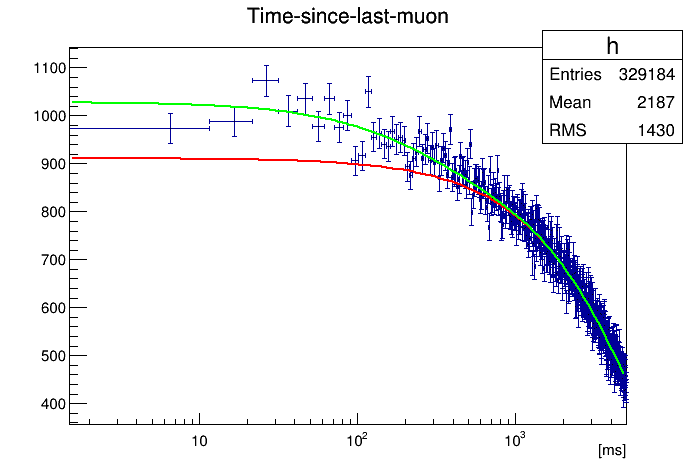 Time-since-last-muon
h
Entries 329184
Mean 2187
RMS 1430
1100
1000
900
800
700
600
500
400
10
10²
10³
[ms]